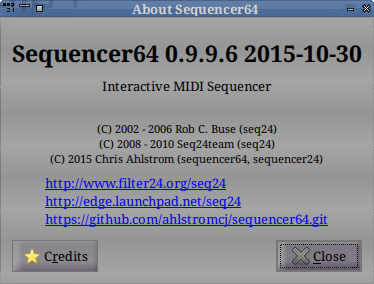 About Sequencer64
Sequencer64 0.9.9.6 2015-10-30
Interactive MIDI Sequencer
(C) 2002 - 2006 Rob C. Buse (seq24)
(C) 2008 - 2010 Seq24team (seq24)
(C) 2015 Chris Ahlstrom (sequencer64, sequencer24)
http://www.filter24.org/seq24
http://edge.launchpad.net/seq24
https://github.com/ahlstromcj/sequencer64.git
Credits
Close